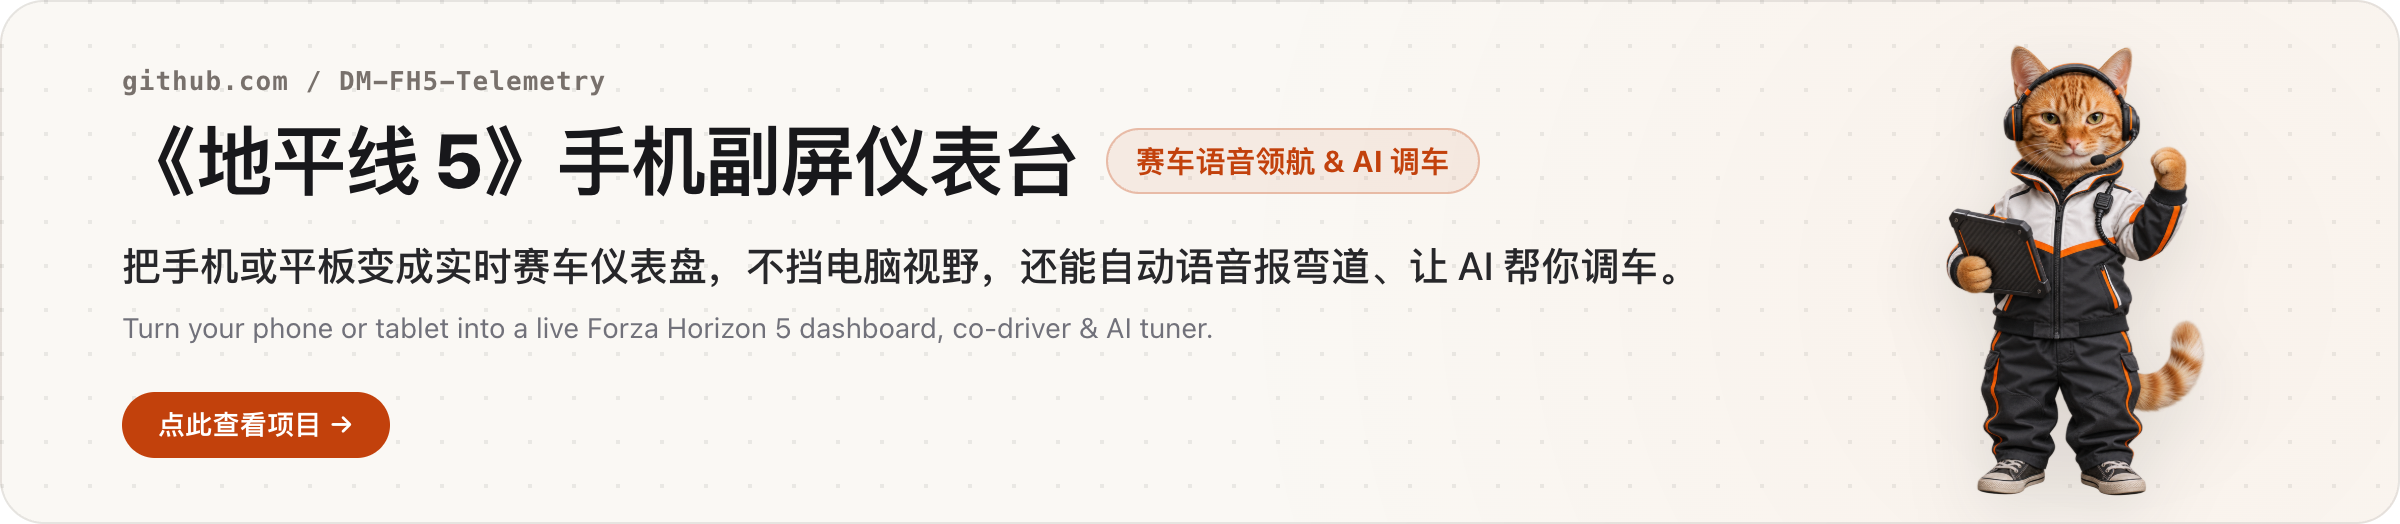 github.com / DM-FH5-Telemetry
《地平线 5》手机副屏仪表台
赛车语音领航 & AI 调车
把手机或平板变成实时赛车仪表盘，不挡电脑视野，还能自动语音报弯道、让 AI 帮你调车。
Turn your phone or tablet into a live Forza Horizon 5 dashboard, co-driver & AI tuner.
点此查看项目 →